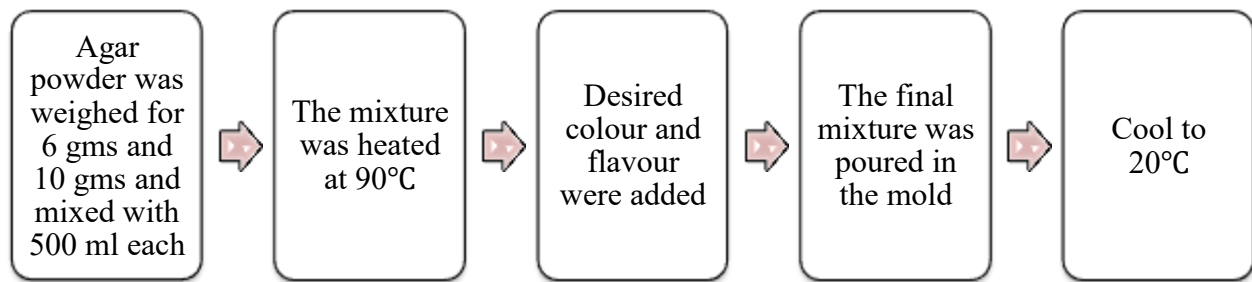 Agar
powder was
weighed for
6 gms and
10 gms and
mixed with
500 ml each
The mixture
was heated
at 90℃
Desired
colour and
flavour
were added
The final
mixture was
poured in
the mold
Cool to
20℃